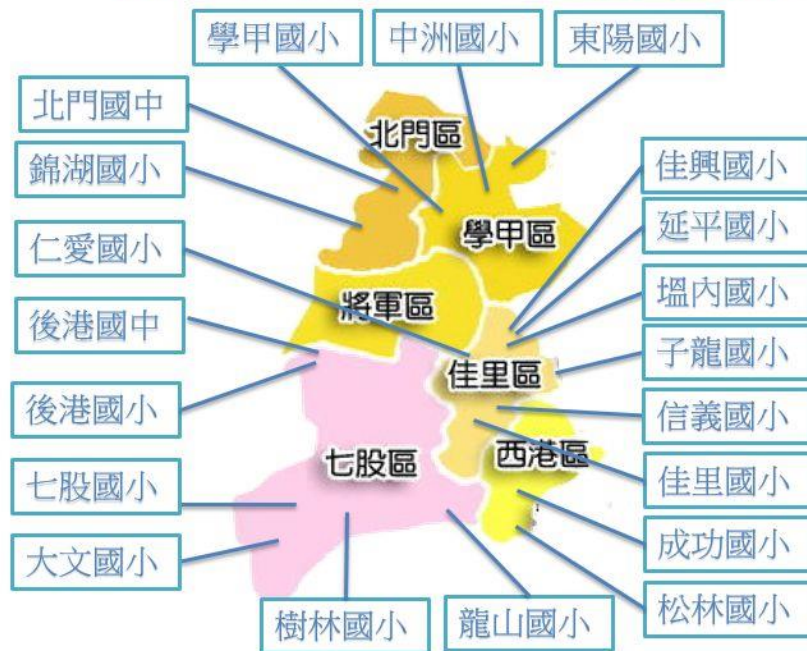 學甲國小
中洲國小
東陽國小
北門國中
北門區
錦湖國小
佳興國小
仁愛國小
學甲區
延平國小
塭內國小
後港國中
將軍區
子龍國小
後港國小
佳里區
信義國小
七股國小
七股區
西港區
佳里國小
大文國小
成功國小
樹林國小
龍山國小
松林國小